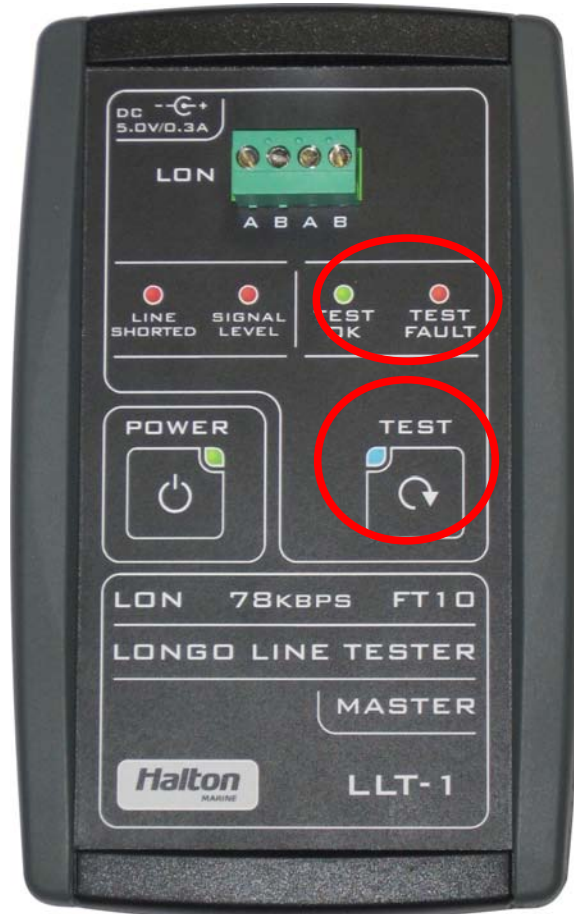 DC
5.0V/0.3A
LON
A B A B
LINE SHORTED
SIGNAL LEVEL
TEST OK
TEST FAULT
POWER
TEST
LON 78KBPS FT10
LONGO LINE TESTER
MASTER
Halton
MARINE
LLT-1